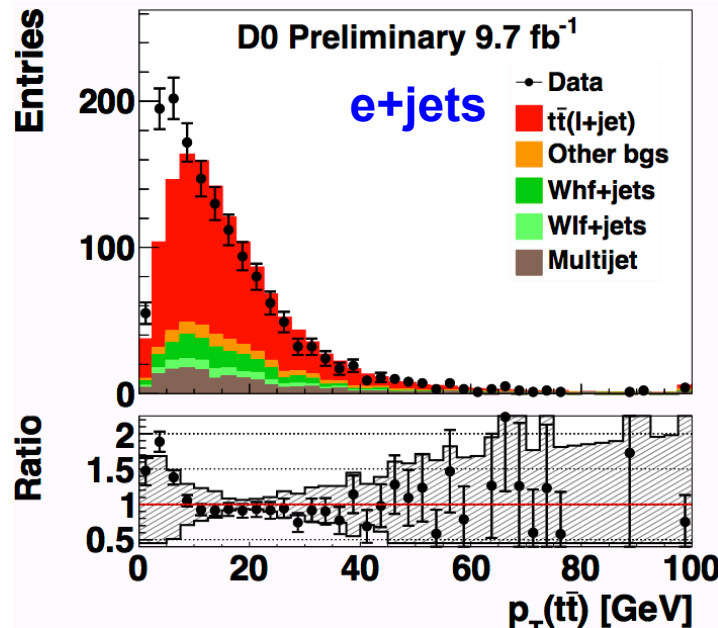 D0 Preliminary 9.7 fb⁻¹
e+jets
Data
tt̄(l+jet)
Other bgs
Whf+jets
Wlf+jets
Multijet
Entries
200
100
0
Ratio
2
1.5
1
0.5
0 20 40 60 80 100
p_T(tt̄) [GeV]